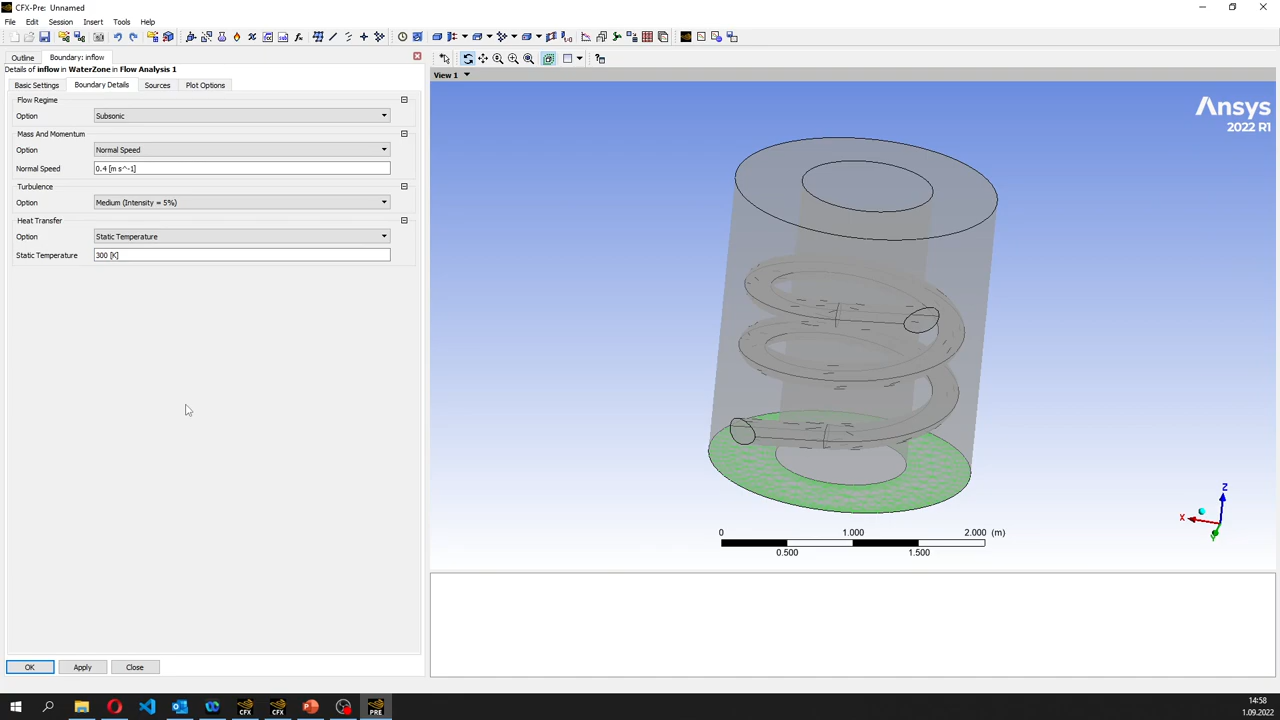 CFX-Pre: Unnamed
File Edit Session Insert Tools Help
Outline Boundary: inflow
Details of inflow in WaterZone in Flow Analysis 1
Basic Settings Boundary Details Sources Plot Options
Flow Regime
Option Subsonic
Mass And Momentum
Option Normal Speed
Normal Speed 0.4 [m s^-1]
Turbulence
Option Medium (Intensity = 5%)
Heat Transfer
Option Static Temperature
Static Temperature 300 [K]
OK Apply Close
View 1
Ansys
2022 R1
Z
X
Y
0 1.000 2.000 (m)
0.500 1.500
CFX CFX PRE
14:58
1.09.2022